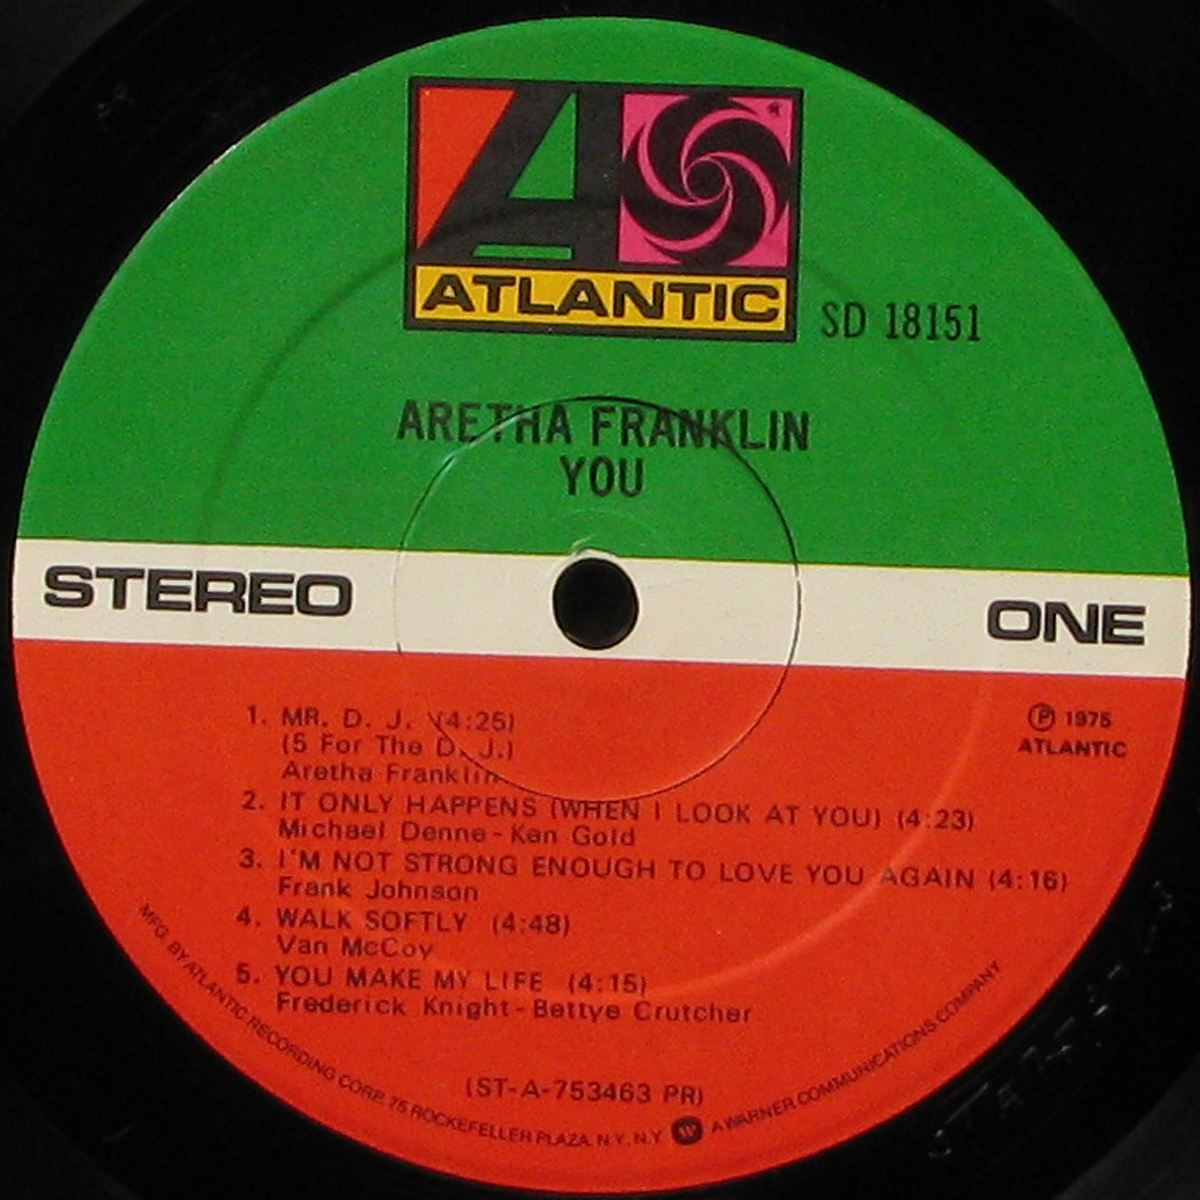 ATLANTIC
SD 18151
ARETHA FRANKLIN
YOU
STEREO
ONE
1. MR. D. J. (4:25)
(5 For The D. J.)
Aretha Franklin
2. IT ONLY HAPPENS (WHEN I LOOK AT YOU) (4:23)
Michael Denne-Ken Gold
3. I'M NOT STRONG ENOUGH TO LOVE YOU AGAIN (4:16)
Frank Johnson
4. WALK SOFTLY (4:48)
Van McCoy
5. YOU MAKE MY LIFE (4:15)
Frederick Knight-Bettye Crutcher
Ⓟ 1975
ATLANTIC
(ST-A-753463 PR)
MFG. BY ATLANTIC RECORDING CORP. 75 ROCKEFELLER PLAZA. N.Y. N.Y. W A WARNER COMMUNICATIONS COMPANY